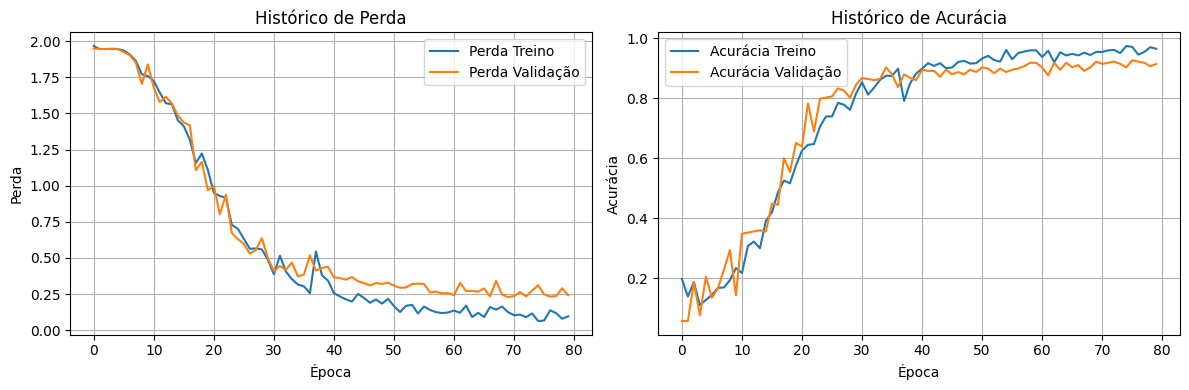 Histórico de Perda
Perda
2.00
1.75
1.50
1.25
1.00
0.75
0.50
0.25
0.00
Perda Treino
Perda Validação
0 10 20 30 40 50 60 70 80
Época
Histórico de Acurácia
Acurácia
1.0
0.8
0.6
0.4
0.2
Acurácia Treino
Acurácia Validação
0 10 20 30 40 50 60 70 80
Época